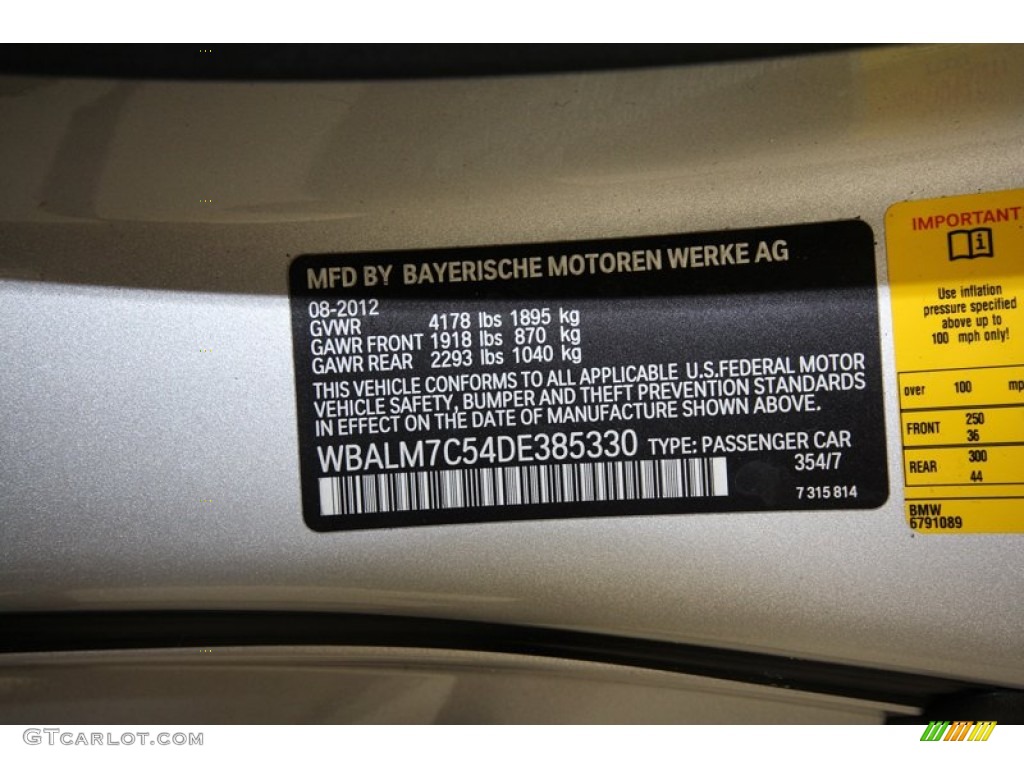 MFD BY BAYERISCHE MOTOREN WERKE AG
08-2012
GVWR 4178 lbs 1895 kg
GAWR FRONT 1918 lbs 870 kg
GAWR REAR 2293 lbs 1040 kg
THIS VEHICLE CONFORMS TO ALL APPLICABLE U.S.FEDERAL MOTOR
VEHICLE SAFETY, BUMPER AND THEFT PREVENTION STANDARDS
IN EFFECT ON THE DATE OF MANUFACTURE SHOWN ABOVE.
WBALM7C54DE385330 TYPE: PASSENGER CAR
354/7
7 315 814
IMPORTANT
Use inflation
pressure specified
above up to
100 mph only!
over 100 mp
FRONT 250
36
REAR 300
44
BMW
6791089
GTCARLOT.COM